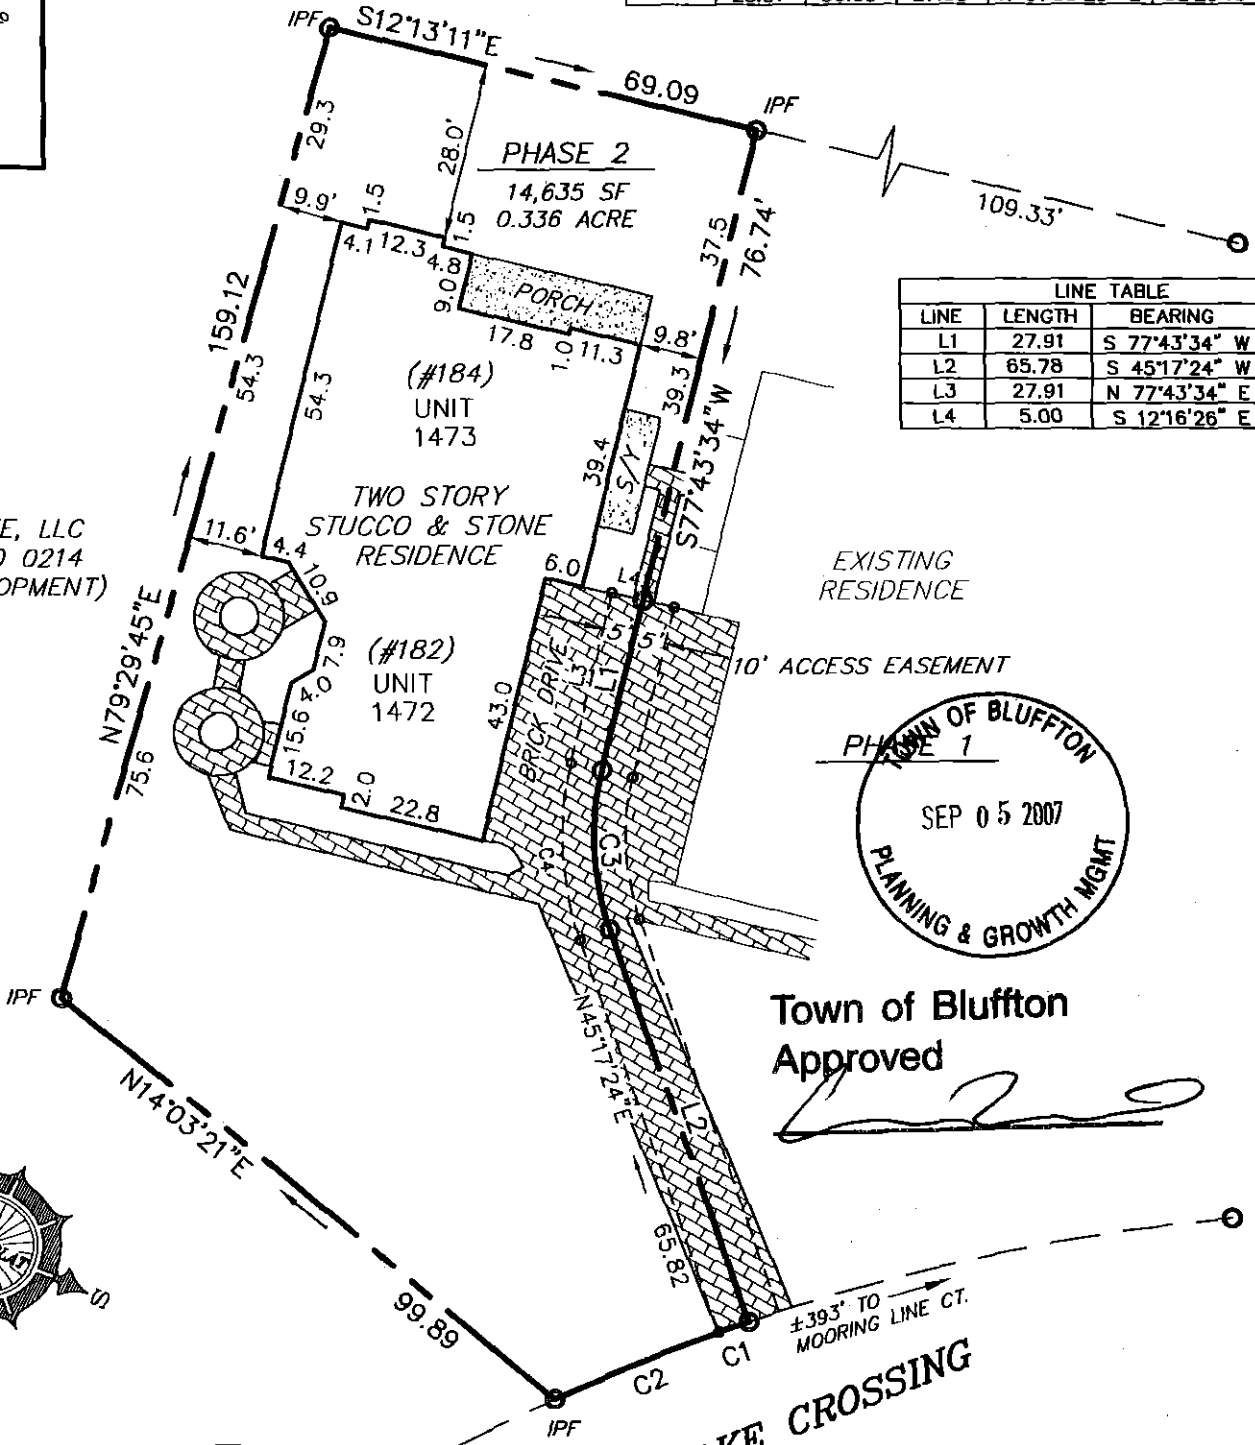 IPF
S12°13'11"E
69.09
IPF
29.3
28.0'
PHASE 2
14,635 SF
0.336 ACRE
37.5
76.74'
109.33'
9.9'
1.5
4.1
12.3
1.5
4.8
9.0
PORCH
17.8
1.0
11.3
9.8'
LINE TABLE
LINE LENGTH BEARING
L1 27.91 S 77°43'34" W
L2 65.78 S 45°17'24" W
L3 27.91 N 77°43'34" E
L4 5.00 S 12°16'26" E
159.12
54.3
54.3
(#184)
UNIT
1473
39.3
39.4
S/Y
S77°43'34"W
TWO STORY
STUCCO & STONE
RESIDENCE
E, LLC
0214
OPMENT)
11.6'
4.4
10.9
6.0
L4
EXISTING
RESIDENCE
N79°29'45"E
7.9
4.0
(#182)
UNIT
1472
5'
5'
L3
L1
BRICK DRIVE
10' ACCESS EASEMENT
43.0
15.6
12.2
2.0
22.8
75.6
PHASE 1
TOWN OF BLUFFTON
SEP 05 2007
PLANNING & GROWTH MGMT
C4
C3
IPF
Town of Bluffton
Approved
N45°17'24"E
L2
65.82
N14°03'21"E
99.89
PLAT
S
±393' TO
MOORING LINE CT.
C1
C2
IPF
KE CROSSING